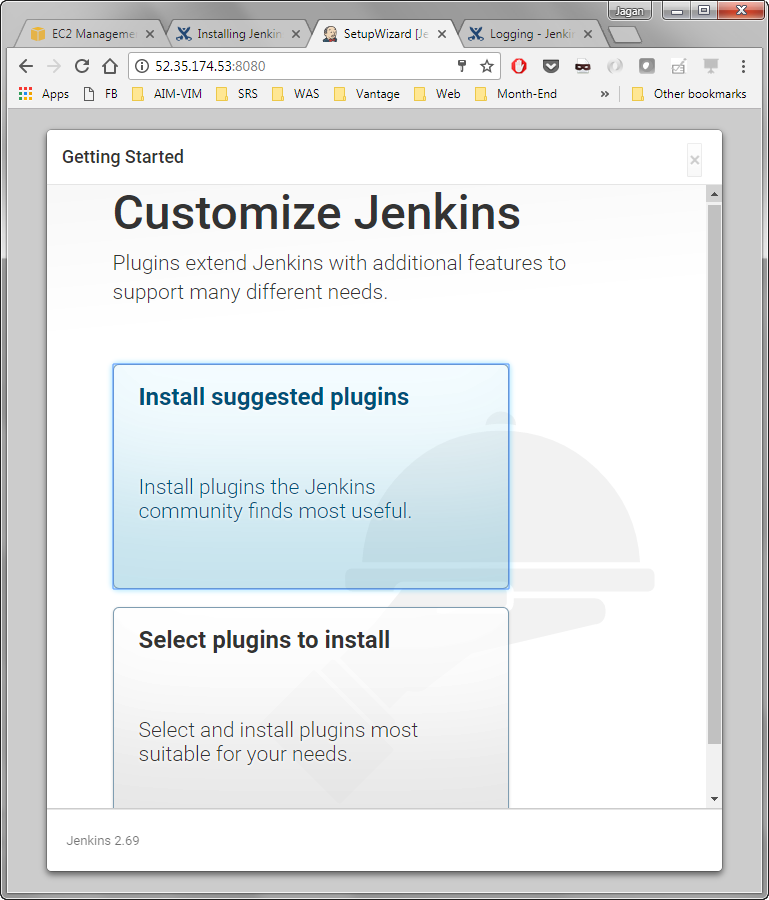 Jagan
EC2 Manageme
Installing Jenkin
SetupWizard [Je
Logging - Jenki
52.35.174.53:8080
Apps
FB
AIM-VIM
SRS
WAS
Vantage
Web
Month-End
»
Other bookmarks
Getting Started
×
Customize Jenkins
Plugins extend Jenkins with additional features to
support many different needs.
Install suggested plugins
Install plugins the Jenkins
community finds most useful.
Select plugins to install
Select and install plugins most
suitable for your needs.
Jenkins 2.69